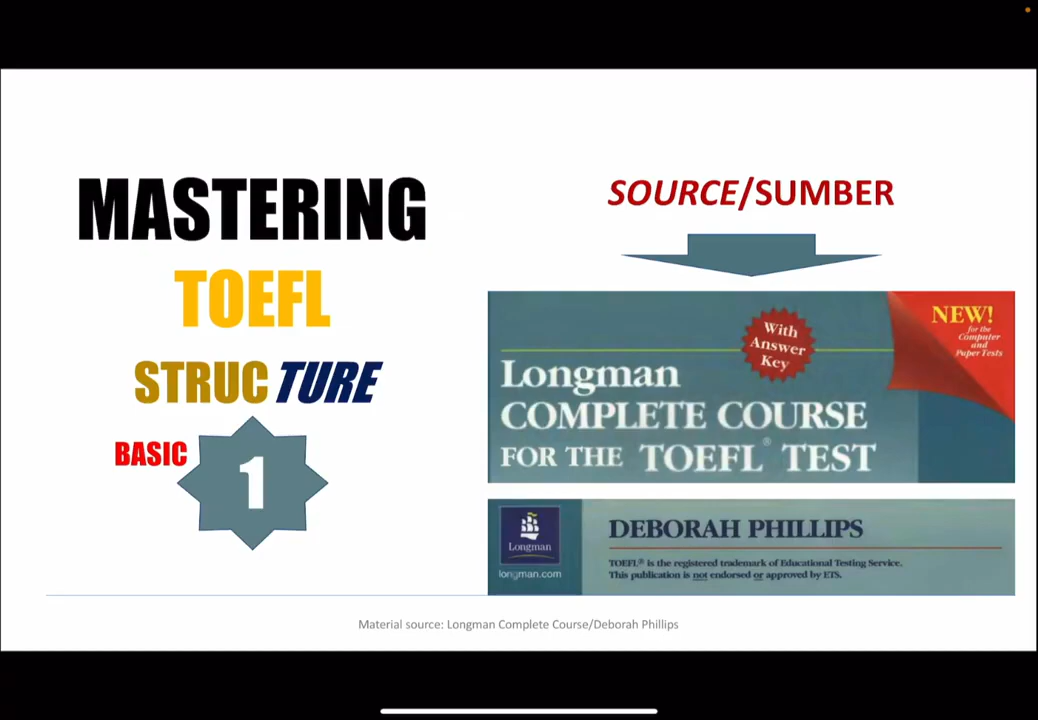 MASTERING
TOEFL
STRUCTURE
BASIC
1
SOURCE/SUMBER
With
Answer
Key
NEW!
for the
Computer
and
Paper Tests
Longman
COMPLETE COURSE
FOR THE TOEFL® TEST
Longman
longman.com
DEBORAH PHILLIPS
TOEFL® is the registered trademark of Educational Testing Service.
This publication is not endorsed or approved by ETS.
Material source: Longman Complete Course/Deborah Phillips